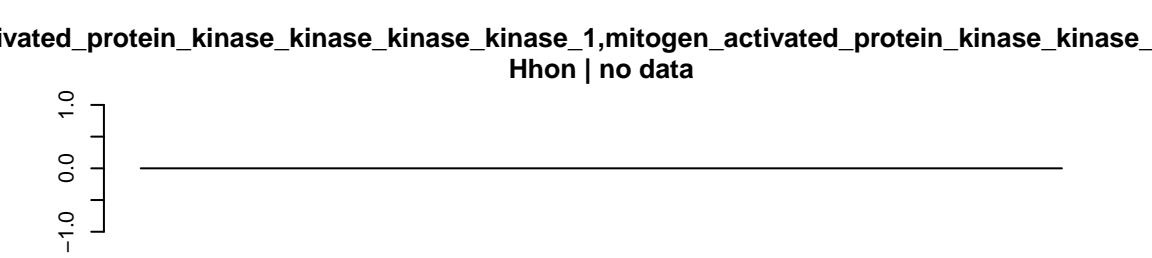 ivated_protein_kinase_kinase_kinase_kinase_1,mitogen_activated_protein_kinase_kinase_
Hhon | no data
1.0
0.0
−1.0